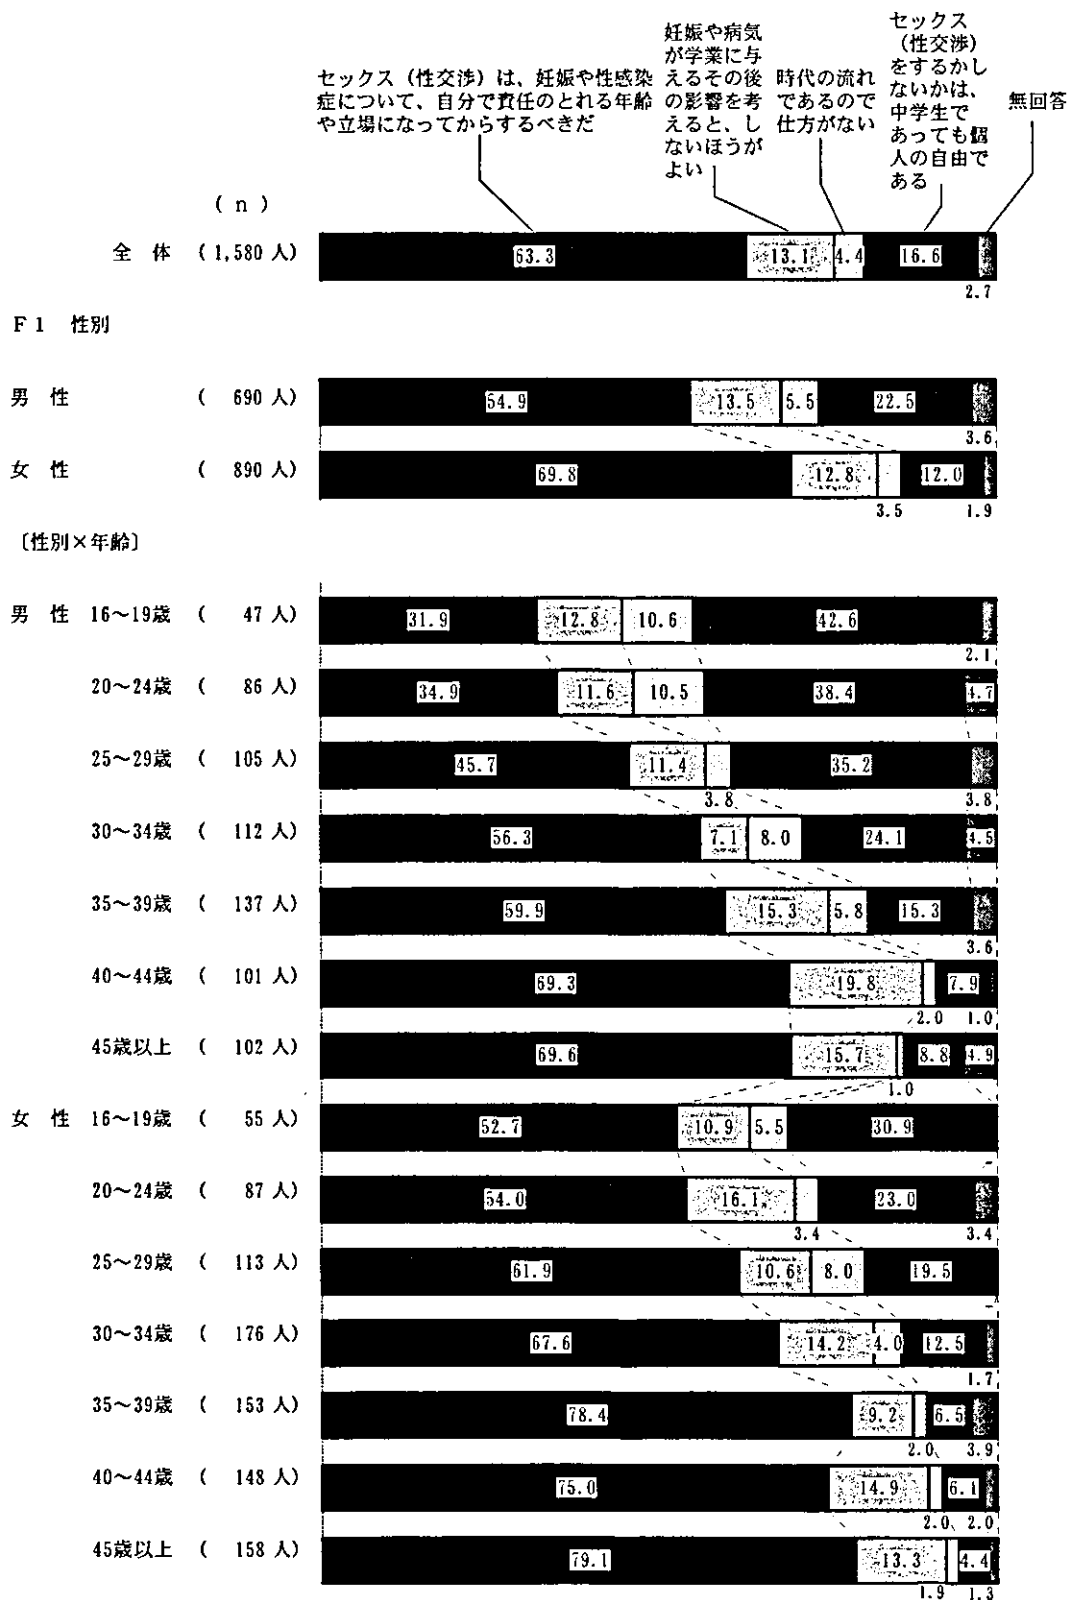 セックス（性交渉）は、妊娠や性感染
症について、自分で責任のとれる年齢
や立場になってからするべきだ
妊娠や病気
が学業に与
えるその後
の影響を考
えると、し
ないほうが
よい
時代の流れ
であるので
仕方がない
セックス
（性交渉）
をするかし
ないかは、
中学生で
あっても個
人の自由で
ある
無回答
（ｎ）
全 体 （1,580 人） 63.3 13.1 4.4 16.6
2.7
Ｆ１ 性別
男 性 （ 690 人） 54.9 13.5 5.5 22.5
3.6
女 性 （ 890 人） 69.8 12.8 12.0
3.5 1.9
〔性別×年齢〕
男 性 16～19歳 （ 47 人） 31.9 12.8 10.6 42.6
2.1
20～24歳 （ 86 人） 34.9 11.6 10.5 38.4 4.7
25～29歳 （ 105 人） 45.7 11.4 35.2
3.8 3.8
30～34歳 （ 112 人） 56.3 7.1 8.0 24.1 4.5
35～39歳 （ 137 人） 59.9 15.3 5.8 15.3
3.6
40～44歳 （ 101 人） 69.3 19.8 7.9
2.0 1.0
45歳以上 （ 102 人） 69.6 15.7 8.8 4.9
1.0
女 性 16～19歳 （ 55 人） 52.7 10.9 5.5 30.9
-
20～24歳 （ 87 人） 54.0 16.1 23.0
3.4 3.4
25～29歳 （ 113 人） 61.9 10.6 8.0 19.5
-
30～34歳 （ 176 人） 67.6 14.2 4.0 12.5
1.7
35～39歳 （ 153 人） 78.4 9.2 6.5
2.0 3.9
40～44歳 （ 148 人） 75.0 14.9 6.1
2.0 2.0
45歳以上 （ 158 人） 79.1 13.3 4.4
1.9 1.3